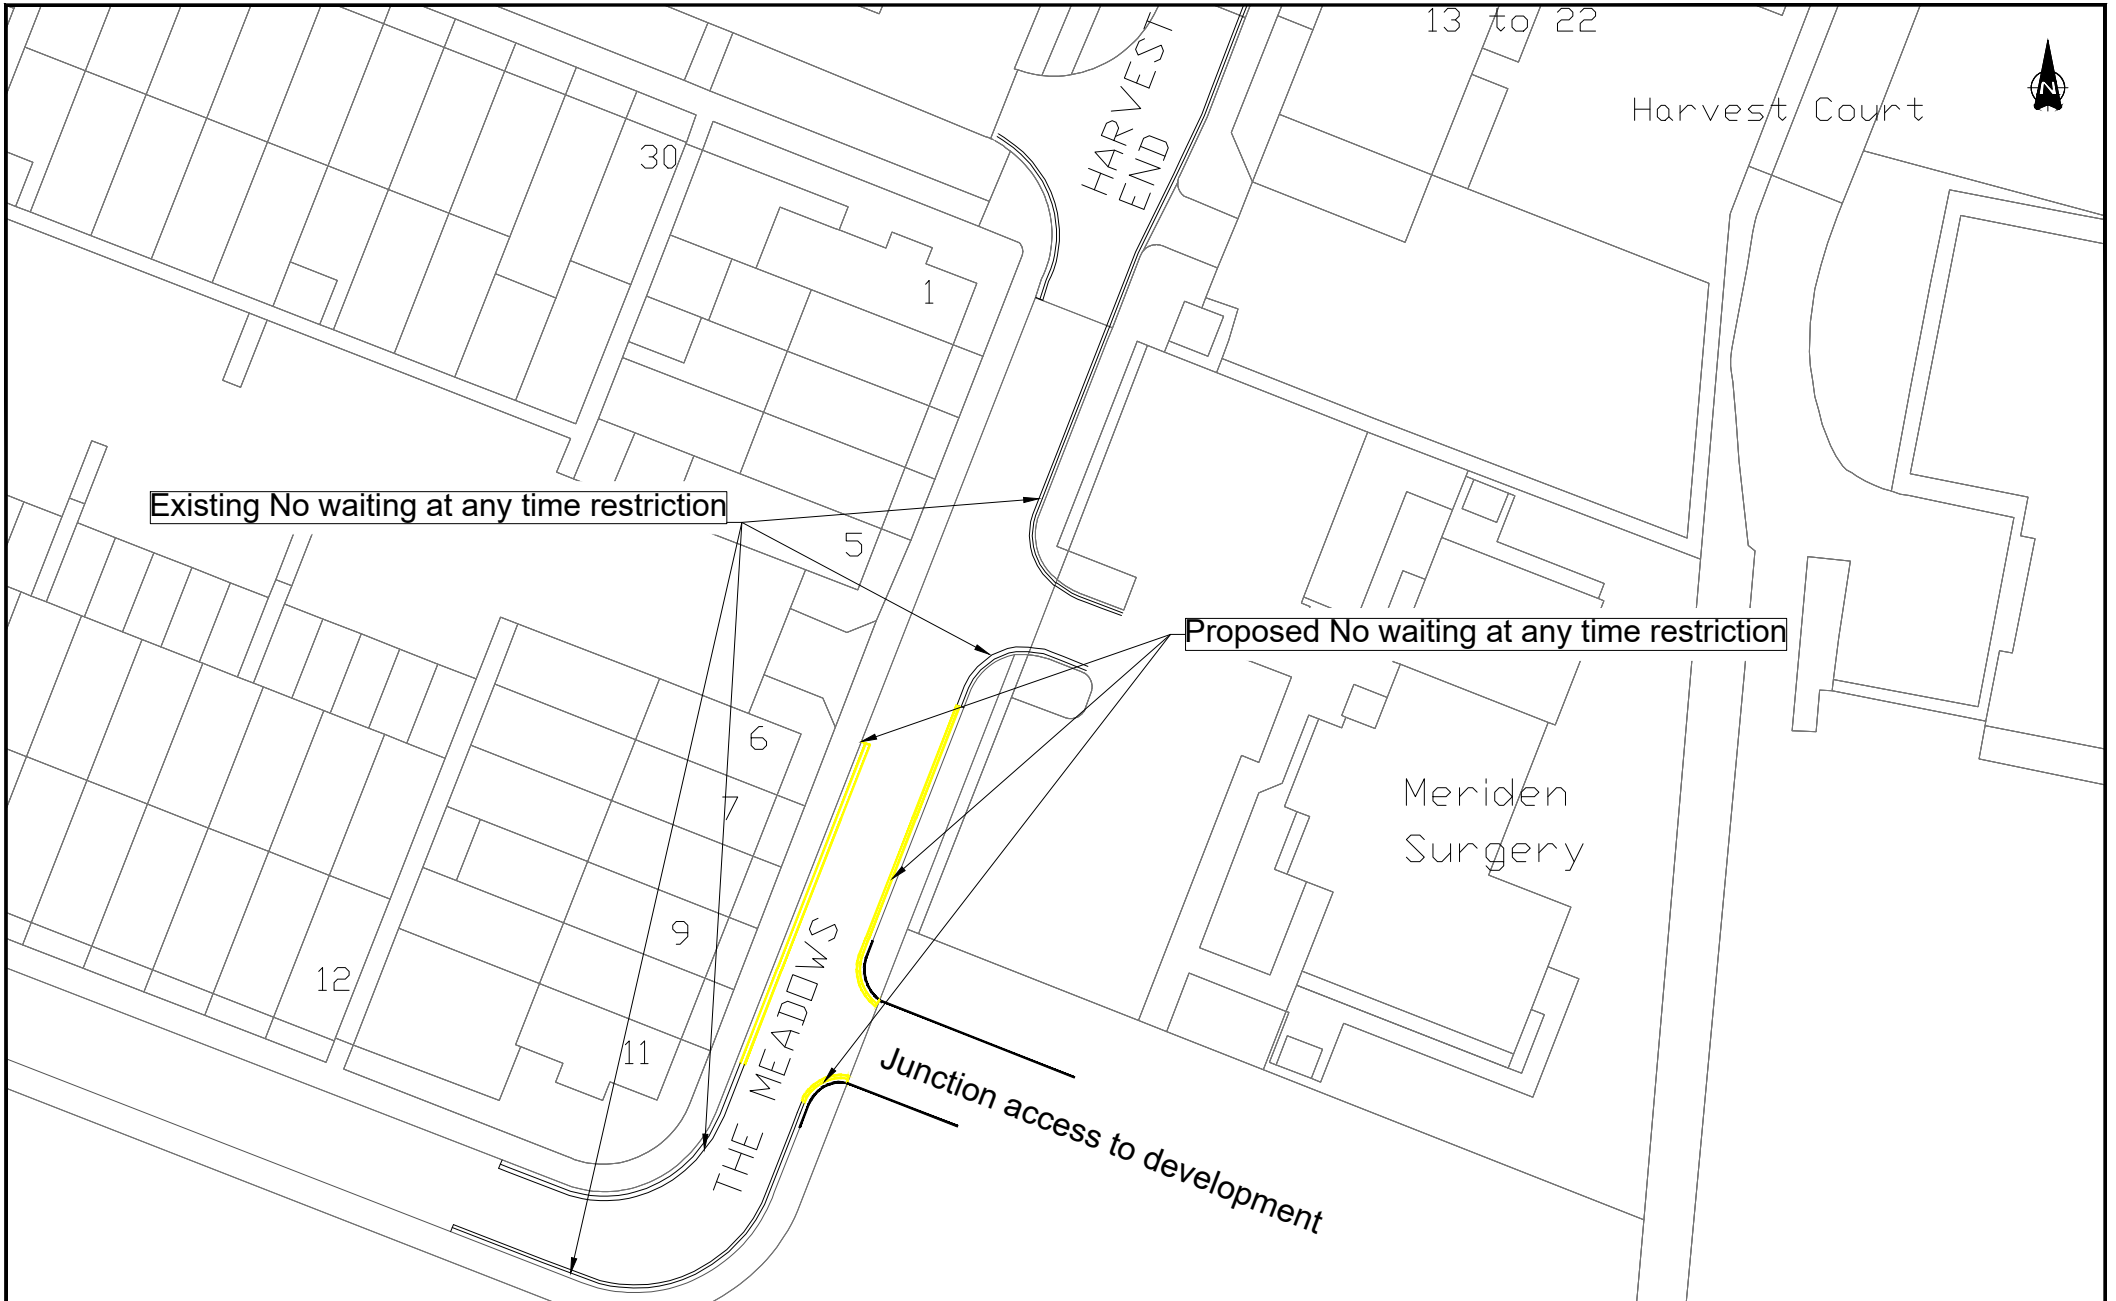 13 to 22
HARVEST
END
Harvest Court
N
30
1
Existing No waiting at any time restriction
5
Proposed No waiting at any time restriction
6
7
Meriden
Surgery
9
12
THE MEADOWS
11
Junction access to development